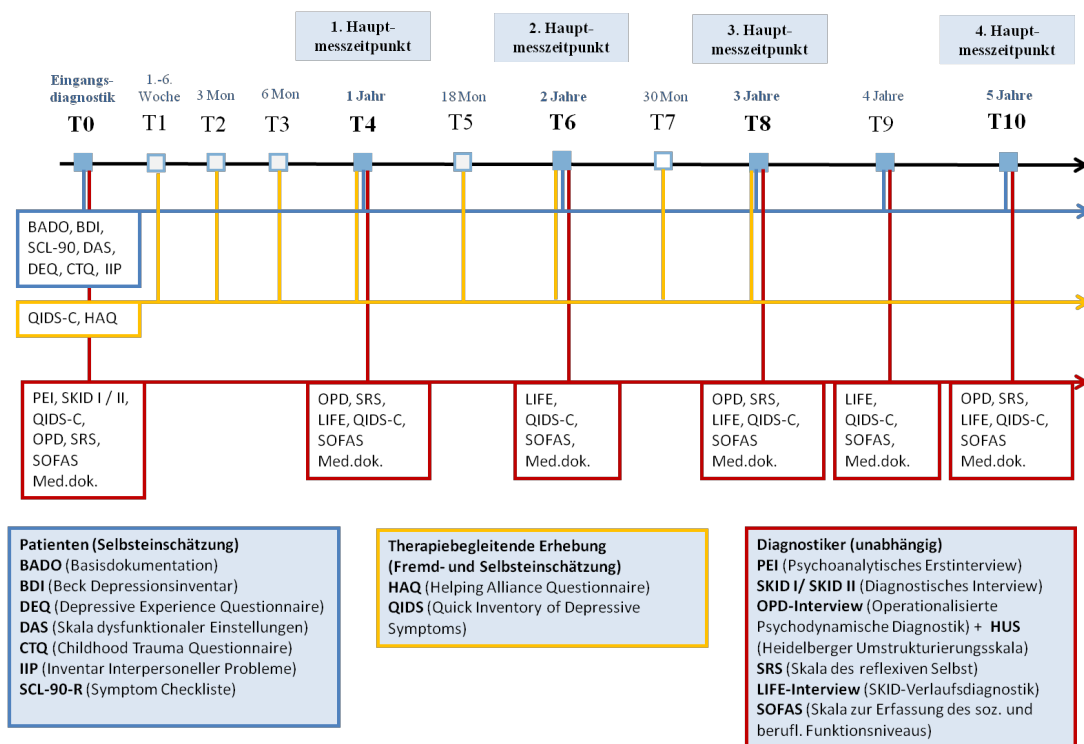 1. Haupt-
messzeitpunkt
2. Haupt-
messzeitpunkt
3. Haupt-
messzeitpunkt
4. Haupt-
messzeitpunkt
Eingangs-
diagnostik
T0
1.-6.
Woche
T1
3 Mon
T2
6 Mon
T3
1 Jahr
T4
18 Mon
T5
2 Jahre
T6
30 Mon
T7
3 Jahre
T8
4 Jahre
T9
5 Jahre
T10
BADO, BDI,
SCL-90, DAS,
DEQ, CTQ, IIP
QIDS-C, HAQ
PEI, SKID I / II,
QIDS-C,
OPD, SRS,
SOFAS
Med.dok.
OPD, SRS,
LIFE, QIDS-C,
SOFAS
Med.dok.
LIFE,
QIDS-C,
SOFAS,
Med.dok.
OPD, SRS,
LIFE, QIDS-C,
SOFAS
Med.dok.
LIFE,
QIDS-C,
SOFAS,
Med.dok.
OPD, SRS,
LIFE, QIDS-C,
SOFAS
Med.dok.
Patienten (Selbsteinschätzung)
BADO (Basisdokumentation)
BDI (Beck Depressionsinventar)
DEQ (Depressive Experience Questionnaire)
DAS (Skala dysfunktionaler Einstellungen)
CTQ (Childhood Trauma Questionnaire)
IIP (Inventar Interpersoneller Probleme)
SCL-90-R (Symptom Checkliste)
Therapiebegleitende Erhebung
(Fremd- und Selbsteinschätzung)
HAQ (Helping Alliance Questionnaire)
QIDS (Quick Inventory of Depressive
Symptoms)
Diagnostiker (unabhängig)
PEI (Psychoanalytisches Erstinterview)
SKID I/ SKID II (Diagnostisches Interview)
OPD-Interview (Operationalisierte
Psychodynamische Diagnostik) + HUS
(Heidelberger Umstrukturierungsskala)
SRS (Skala des reflexiven Selbst)
LIFE-Interview (SKID-Verlaufsdiagnostik)
SOFAS (Skala zur Erfassung des soz. und
berufl. Funktionsniveaus)